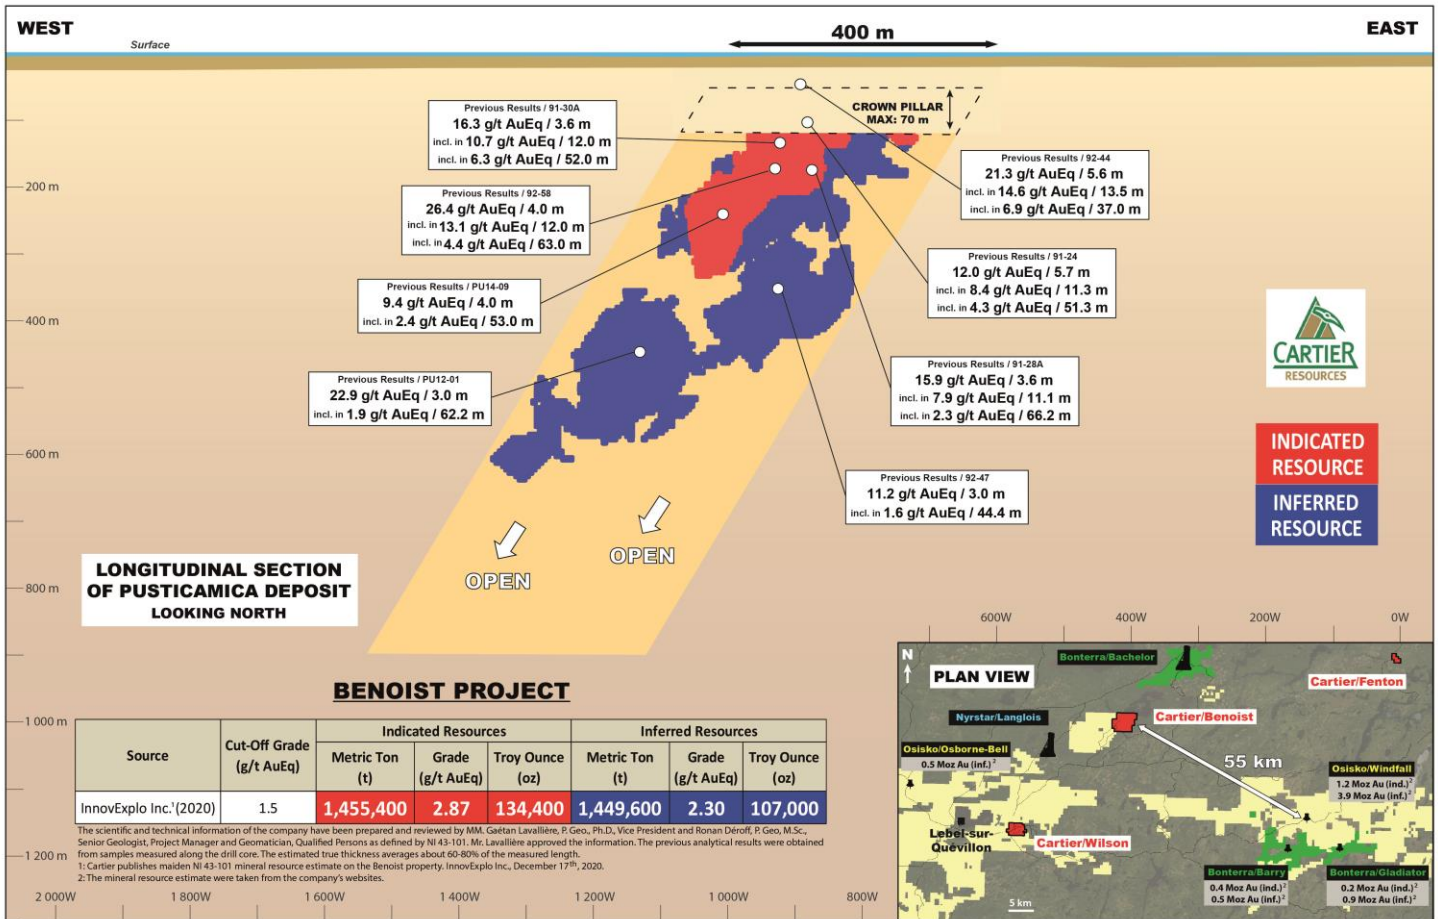 WEST
Surface
400 m
EAST
CROWN PILLAR
MAX: 70 m
Previous Results / 91-30A
16.3 g/t AuEq / 3.6 m
incl. in 10.7 g/t AuEq / 12.0 m
incl. in 6.3 g/t AuEq / 52.0 m
Previous Results / 92-44
21.3 g/t AuEq / 5.6 m
incl. in 14.6 g/t AuEq / 13.5 m
incl. in 6.9 g/t AuEq / 37.0 m
200 m
Previous Results / 92-58
26.4 g/t AuEq / 4.0 m
incl. in 13.1 g/t AuEq / 12.0 m
incl. in 4.4 g/t AuEq / 63.0 m
Previous Results / 91-24
12.0 g/t AuEq / 5.7 m
incl. in 8.4 g/t AuEq / 11.3 m
incl. in 4.3 g/t AuEq / 51.3 m
Previous Results / PU14-09
9.4 g/t AuEq / 4.0 m
incl. in 2.4 g/t AuEq / 53.0 m
400 m
CARTIER
RESOURCES
Previous Results / PU12-01
22.9 g/t AuEq / 3.0 m
incl. in 1.9 g/t AuEq / 62.2 m
Previous Results / 91-28A
15.9 g/t AuEq / 3.6 m
incl. in 7.9 g/t AuEq / 11.1 m
incl. in 2.3 g/t AuEq / 66.2 m
INDICATED
RESOURCE
INFERRED
RESOURCE
600 m
Previous Results / 92-47
11.2 g/t AuEq / 3.0 m
incl. in 1.6 g/t AuEq / 44.4 m
OPEN
OPEN
LONGITUDINAL SECTION
OF PUSTICAMICA DEPOSIT
LOOKING NORTH
800 m
600W 400W 200W 0W
BENOIST PROJECT
1 000 m
Source Cut-Off Grade (g/t AuEq) Indicated Resources Inferred Resources
Metric Ton (t) Grade (g/t AuEq) Troy Ounce (oz) Metric Ton (t) Grade (g/t AuEq) Troy Ounce (oz)
InnovExplo Inc.¹ (2020) 1.5 1,455,400 2.87 134,400 1,449,600 2.30 107,000
The scientific and technical information of the company have been prepared and reviewed by MM. Gaétan Lavallière, P. Geo., Ph.D., Vice President and Ronan Déroff, P. Geo, M.Sc.,
Senior Geologist, Project Manager and Geomatician, Qualified Persons as defined by NI 43-101. Mr. Lavallière approved the information. The previous analytical results were obtained
from samples measured along the drill core. The estimated true thickness averages about 60-80% of the measured length.
1: Cartier publishes maiden NI 43-101 mineral resource estimate on the Benoist property. InnovExplo Inc., December 17th, 2020.
2: The mineral resource estimate were taken from the company's websites.
1 200 m
2 000W 1 800W 1 600W 1 400W 1 200W 1 000W 800W
N
PLAN VIEW
Bonterra/Bachelor
Cartier/Fenton
Nyrstar/Langlois
Cartier/Benoist
Osisko/Osborne-Bell
0.5 Moz Au (inf.)²
55 km
Osisko/Windfall
1.2 Moz Au (ind.)²
3.9 Moz Au (inf.)²
Lebel-sur-
Quévillon
Cartier/Wilson
Bonterra/Barry
0.4 Moz Au (ind.)²
0.5 Moz Au (inf.)²
Bonterra/Gladiator
0.2 Moz Au (ind.)²
0.9 Moz Au (inf.)²
5 km